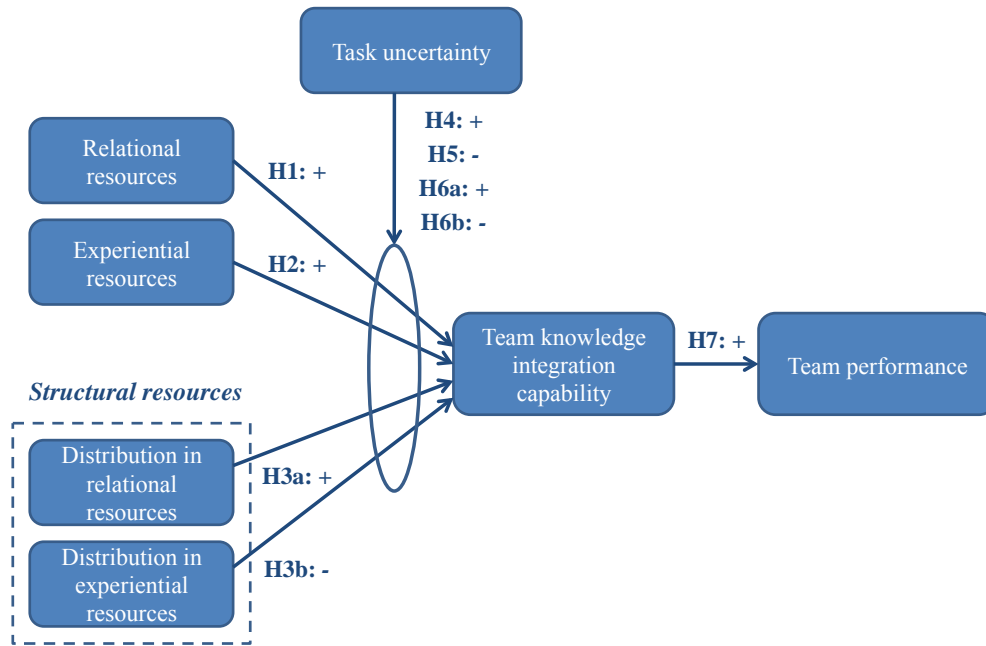 Task uncertainty
H4: +
H5: -
H6a: +
H6b: -
Relational
resources
H1: +
Experiential
resources
H2: +
Team knowledge
integration
capability
H7: +
Team performance
Structural resources
Distribution in
relational
resources
H3a: +
Distribution in
experiential
resources
H3b: -